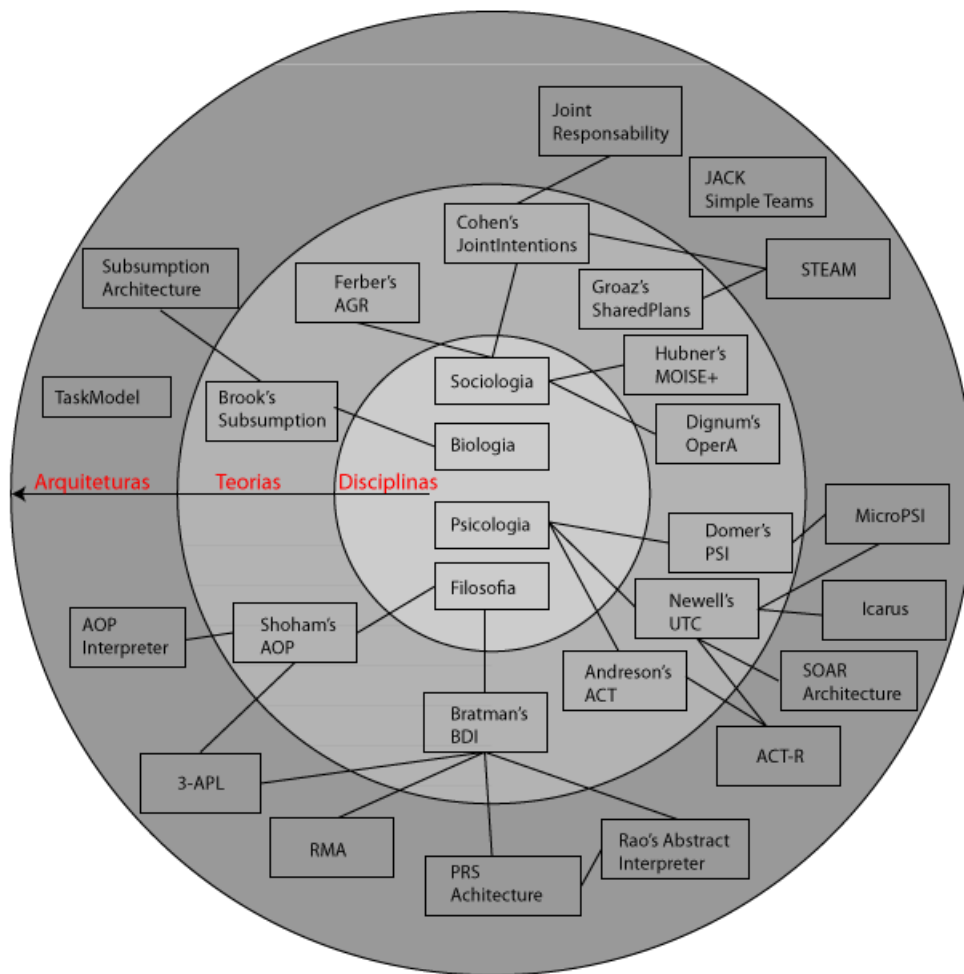 Joint
Responsability
JACK
Simple Teams
Cohen's
JointIntentions
Subsumption
Architecture
STEAM
Ferber's
AGR
Groaz's
SharedPlans
Hubner's
MOISE+
Sociologia
TaskModel
Brook's
Subsumption
Dignum's
OperA
Biologia
Arquiteturas
Teorias
Disciplinas
Psicologia
Domer's
PSI
MicroPSI
Filosofia
Newell's
UTC
Icarus
AOP
Interpreter
Shoham's
AOP
Andreson's
ACT
SOAR
Architecture
Bratman's
BDI
ACT-R
3-APL
RMA
Rao's Abstract
Interpreter
PRS
Achitecture